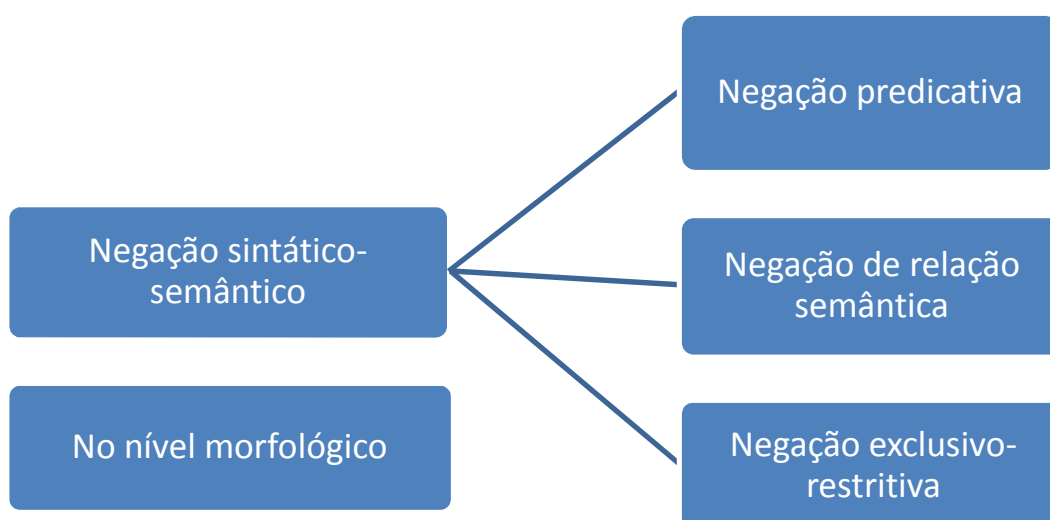 Negação sintático-
semântico
No nível morfológico
Negação predicativa
Negação de relação
semântica
Negação exclusivo-
restritiva